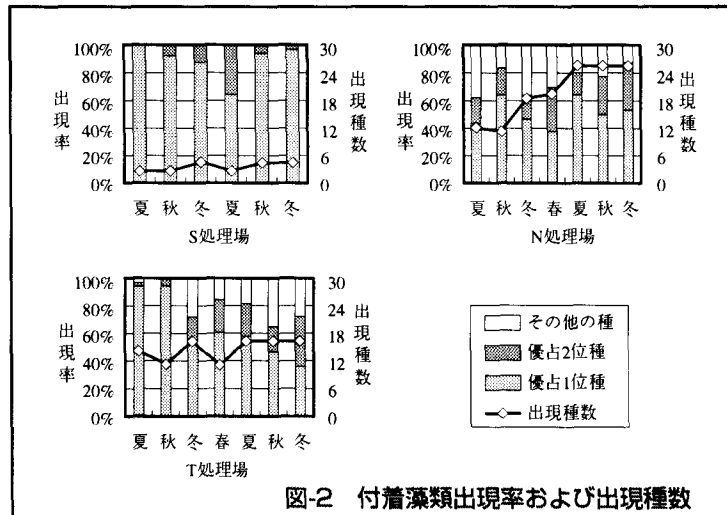 100%
80%
60%
40%
20%
0%
出現率
30
24
18
12
6
0
出現種数
夏 秋 冬 夏 秋 冬
S処理場
100%
80%
60%
40%
20%
0%
出現率
30
24
18
12
6
0
出現種数
夏 秋 冬 春 夏 秋 冬
N処理場
100%
80%
60%
40%
20%
0%
出現率
30
24
18
12
6
0
出現種数
夏 秋 冬 春 夏 秋 冬
T処理場
その他の種
優占2位種
優占1位種
出現種数
図-2 付着藻類出現率および出現種数